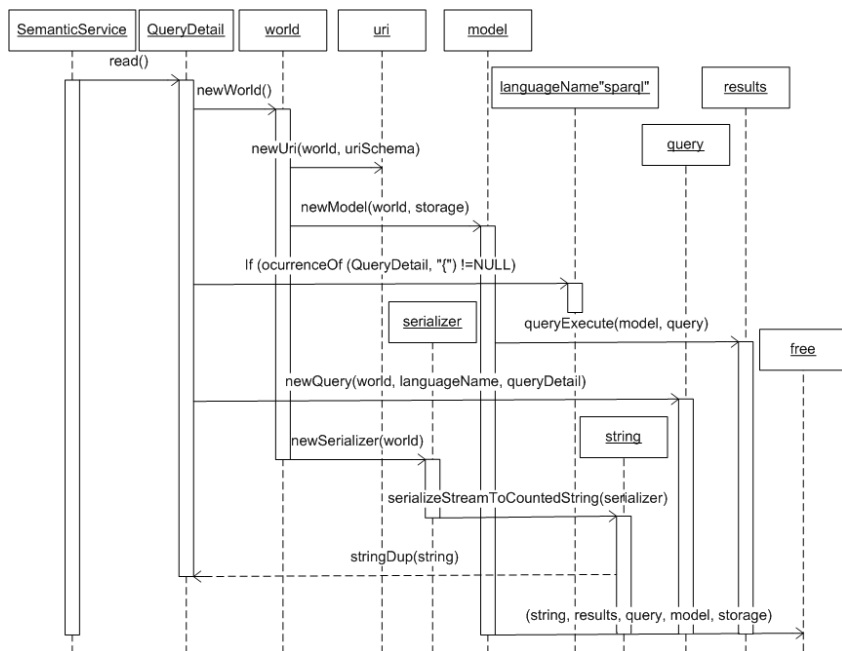 SemanticService
QueryDetail
world
uri
model
read()
languageName"sparql"
results
newWorld()
query
newUri(world, uriSchema)
newModel(world, storage)
If (ocurrenceOf (QueryDetail, "{") !=NULL)
serializer
queryExecute(model, query)
free
newQuery(world, languageName, queryDetail)
newSerializer(world)
string
serializeStreamToCountedString(serializer)
stringDup(string)
(string, results, query, model, storage)